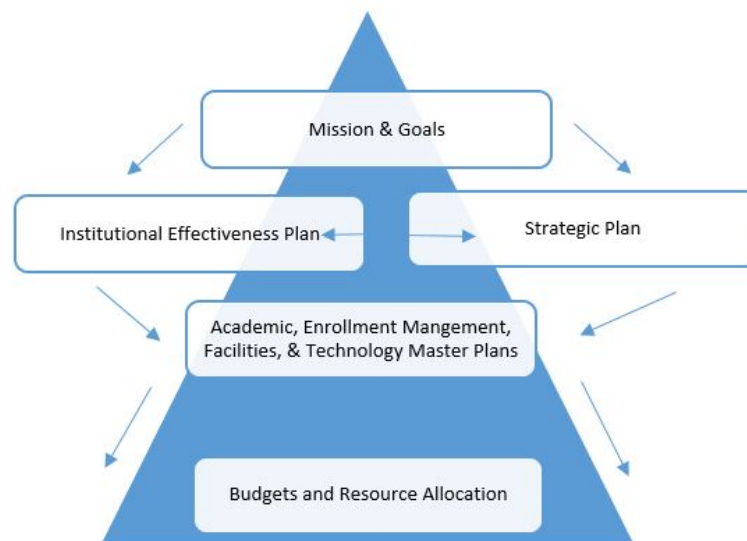 Mission & Goals
Institutional Effectiveness Plan
Strategic Plan
Academic, Enrollment Mangement,
Facilities, & Technology Master Plans
Budgets and Resource Allocation